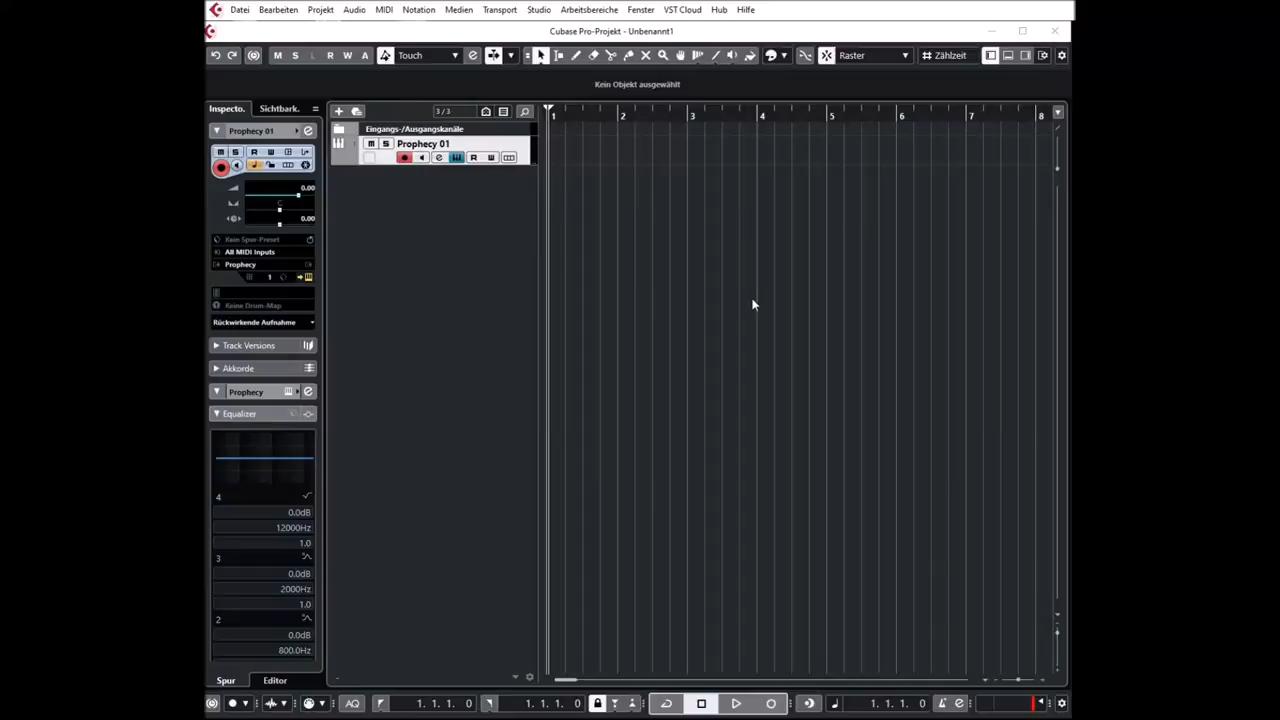 Datei Bearbeiten Projekt Audio MIDI Notation Medien Transport Studio Arbeitsbereiche Fenster VST Cloud Hub Hilfe
Cubase Pro-Projekt - Unbenannt1
M S L R W A Touch Raster Zählzeit
Kein Objekt ausgewählt
Inspecto. Sichtbark. 3/3 1 2 3 4 5 6 7 8
Prophecy 01 Eingangs-/Ausgangskanäle
m S Prophecy 01
R W
0.00
C
0.00
Kein Spur-Preset
All MIDI Inputs
Prophecy
1
Keine Drum-Map
Rückwirkende Aufnahme
Track Versions
Akkorde
Prophecy
Equalizer
4
0.0dB
12000Hz
1.0
3
0.0dB
2000Hz
1.0
2
0.0dB
800.0Hz
Spur Editor
AQ 1. 1. 1. 0 1. 1. 1. 0 1. 1. 1. 0